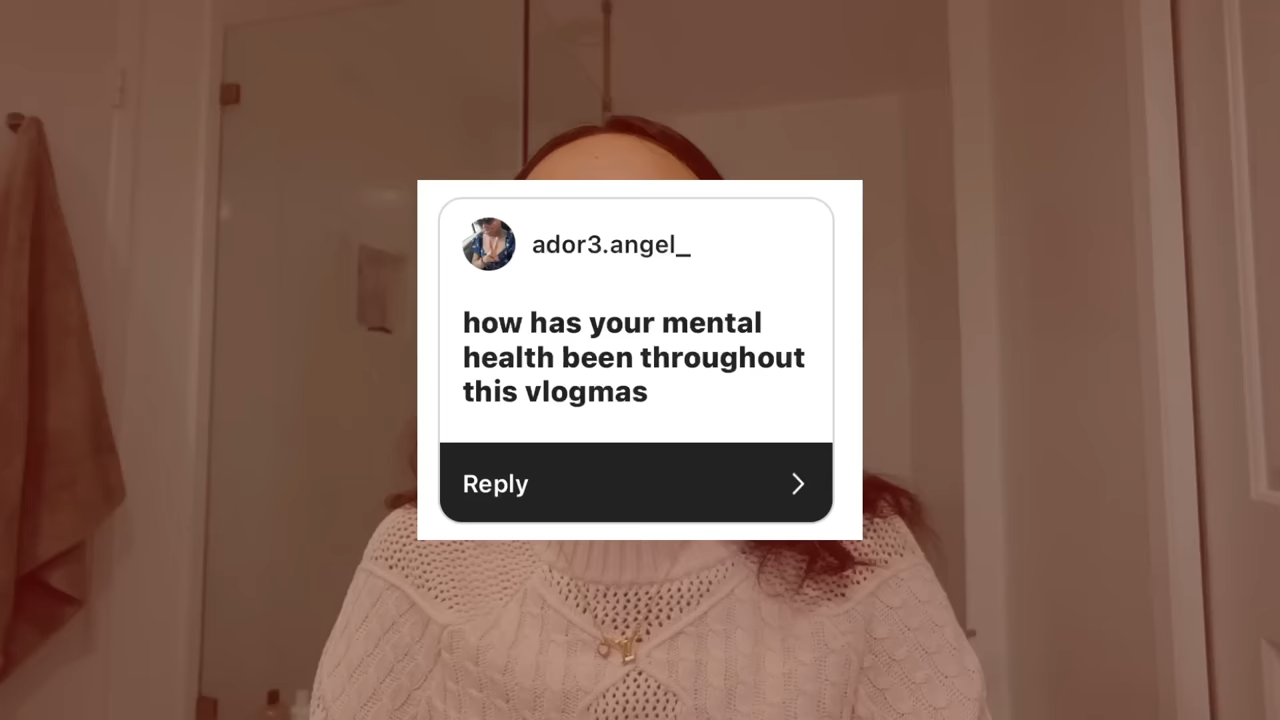 ador3.angel_
how has your mental
health been throughout
this vlogmas
Reply